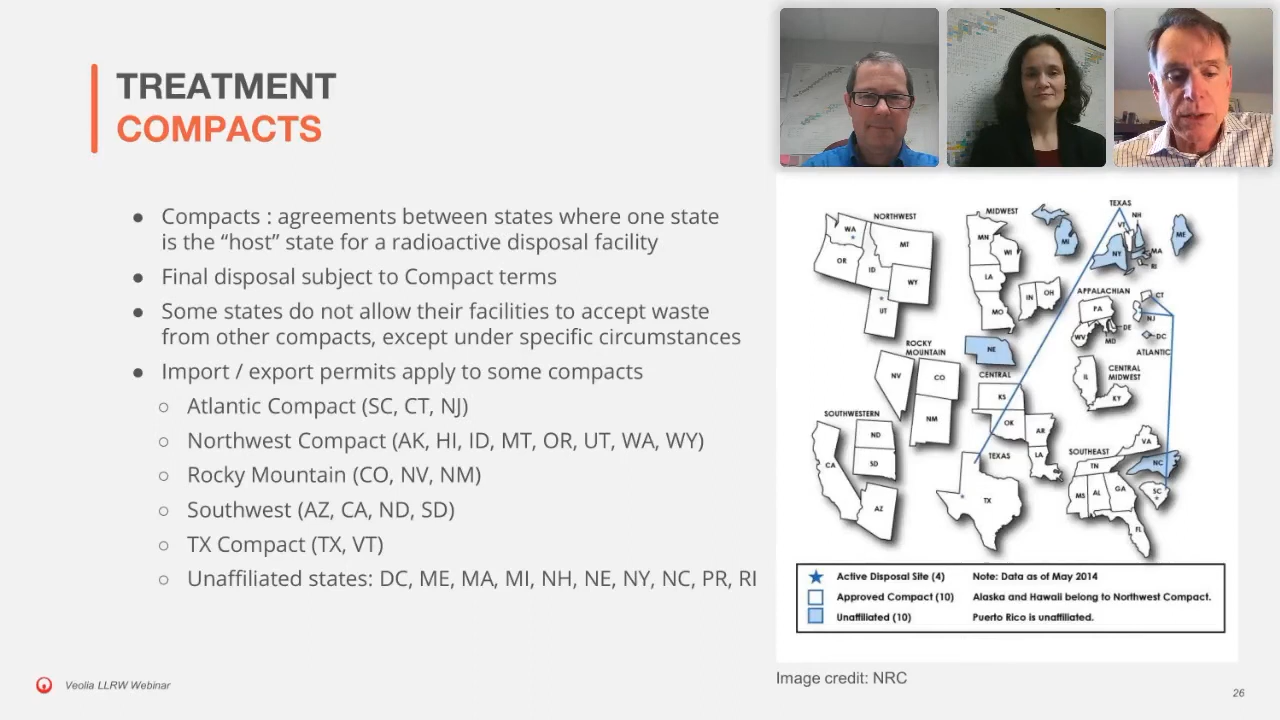 TREATMENT
COMPACTS
● Compacts : agreements between states where one state
is the “host” state for a radioactive disposal facility
● Final disposal subject to Compact terms
● Some states do not allow their facilities to accept waste
from other compacts, except under specific circumstances
● Import / export permits apply to some compacts
○ Atlantic Compact (SC, CT, NJ)
○ Northwest Compact (AK, HI, ID, MT, OR, UT, WA, WY)
○ Rocky Mountain (CO, NV, NM)
○ Southwest (AZ, CA, ND, SD)
○ TX Compact (TX, VT)
○ Unaffiliated states: DC, ME, MA, MI, NH, NE, NY, NC, PR, RI
NORTHWEST
WA
MT
OR
ID
WY
UT
MIDWEST
MN
WI
IA
IN
OH
MO
MI
TEXAS
NH
VT
ME
NY
MA
RI
APPALACHIAN
PA
DE
WV
MD
CT
NJ
DC
ATLANTIC
ROCKY
MOUNTAIN
NV
CO
NM
NE
CENTRAL
KS
OK
AR
LA
CENTRAL
MIDWEST
IL
KY
SOUTHWESTERN
ND
CA
SD
AZ
TEXAS
TX
SOUTHEAST
VA
TN
NC
MS
AL
GA
SC
FL
Active Disposal Site (4) Note: Data as of May 2014
Approved Compact (10) Alaska and Hawaii belong to Northwest Compact.
Unaffiliated (10) Puerto Rico is unaffiliated.
Image credit: NRC
Veolia LLRW Webinar
26